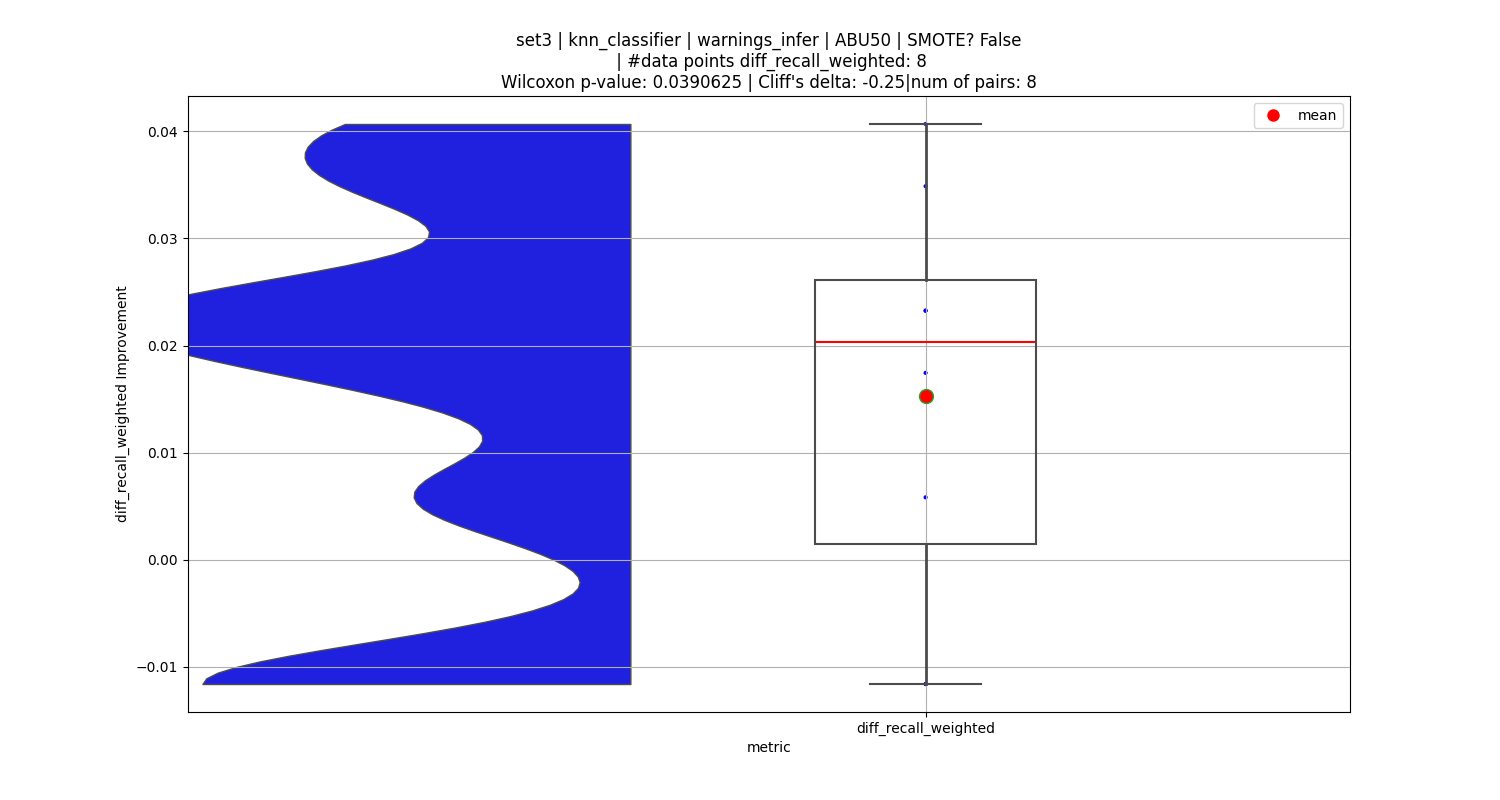 set3 | knn_classifier | warnings_infer | ABU50 | SMOTE? False
| #data points diff_recall_weighted: 8
Wilcoxon p-value: 0.0390625 | Cliff's delta: -0.25|num of pairs: 8
mean
0.04
0.03
0.02
0.01
0.00
−0.01
diff_recall_weighted Improvement
diff_recall_weighted
metric